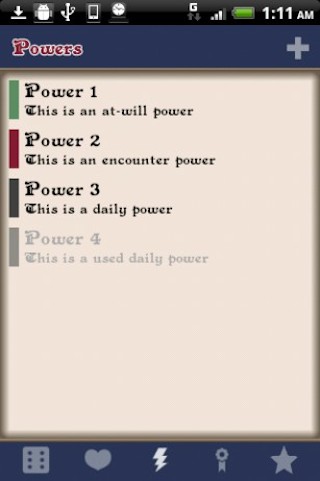 G
1:11 AM
Powers
Power 1
This is an at-will power
Power 2
This is an encounter power
Power 3
This is a daily power
Power 4
This is a used daily power